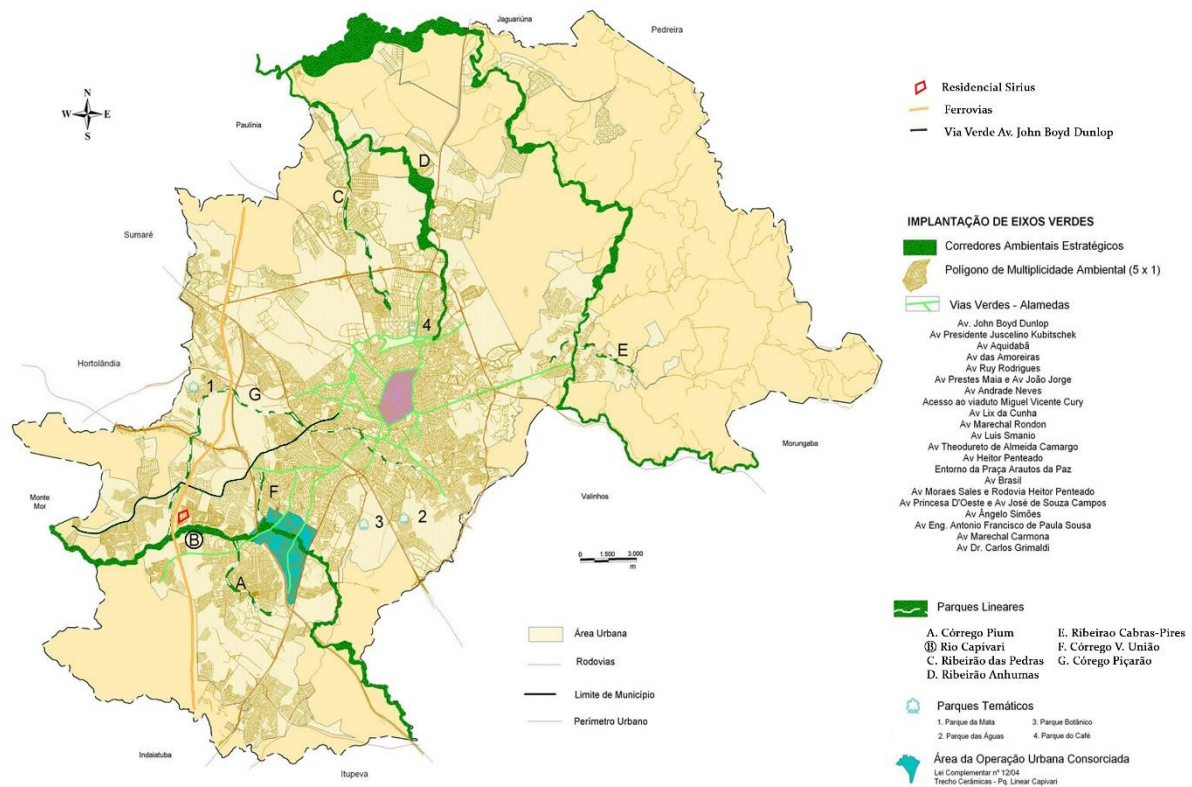 Jaguariúna
Pedreira
N
W
E
S
Paulínia
D
C
Sumaré
4
Hortolândia
1
G
E
Morungaba
Monte
Mor
F
Valinhos
B
3
2
A
0 1.500 3.000
m
Indaiatuba
Itupeva
Área Urbana
Rodovias
Limite de Município
Perímetro Urbano
Residencial Sirius
Ferrovias
Via Verde Av. John Boyd Dunlop
IMPLANTAÇÃO DE EIXOS VERDES
Corredores Ambientais Estratégicos
Polígono de Multiplicidade Ambiental (5 x 1)
Vias Verdes - Alamedas
Av. John Boyd Dunlop
Av Presidente Juscelino Kubitschek
Av Aquidabã
Av das Amoreiras
Av Ruy Rodrigues
Av Prestes Maia e Av João Jorge
Av Andrade Neves
Acesso ao viaduto Miguel Vicente Cury
Av Lix da Cunha
Av Marechal Rondon
Av Luis Smanio
Av Theodureto de Almeida Camargo
Av Heitor Penteado
Entorno da Praça Arautos da Paz
Av Brasil
Av Moraes Sales e Rodovia Heitor Penteado
Av Princesa D'Oeste e Av José de Souza Campos
Av Ângelo Simões
Av Eng. Antonio Francisco de Paula Sousa
Av Marechal Carmona
Av Dr. Carlos Grimaldi
Parques Lineares
A. Córrego Pium
B Rio Capivari
C. Ribeirão das Pedras
D. Ribeirão Anhumas
E. Ribeirao Cabras-Pires
F. Córrego V. União
G. Córego Piçarão
Parques Temáticos
1. Parque da Mata
2. Parque das Águas
3. Parque Botânico
4. Parque do Café
Área da Operação Urbana Consorciada
Lei Complementar nº 12/04
Trecho Cerâmicas - Pq. Linear Capivari